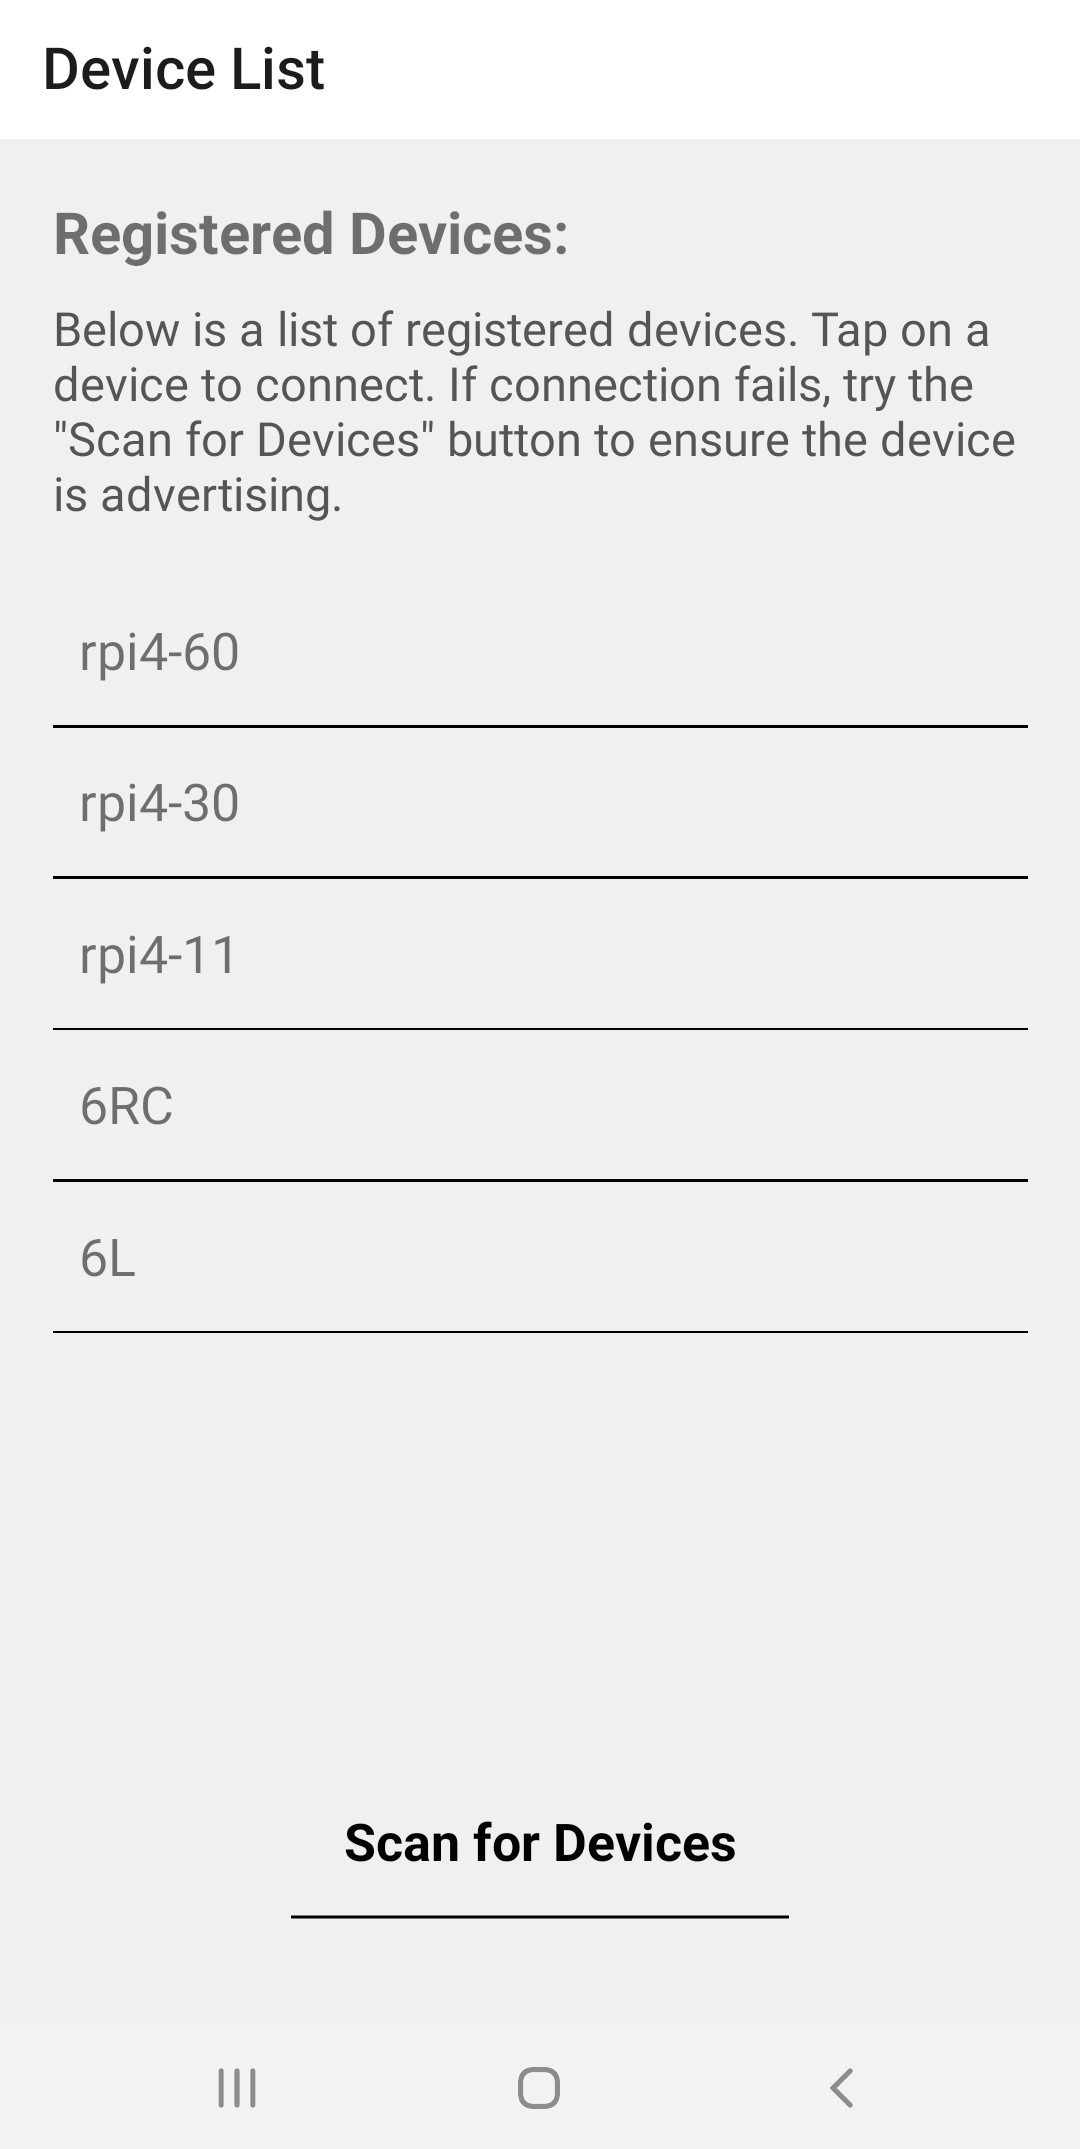 Device List
Registered Devices:
Below is a list of registered devices. Tap on a
device to connect. If connection fails, try the
"Scan for Devices" button to ensure the device
is advertising.
rpi4-60
rpi4-30
rpi4-11
6RC
6L
Scan for Devices